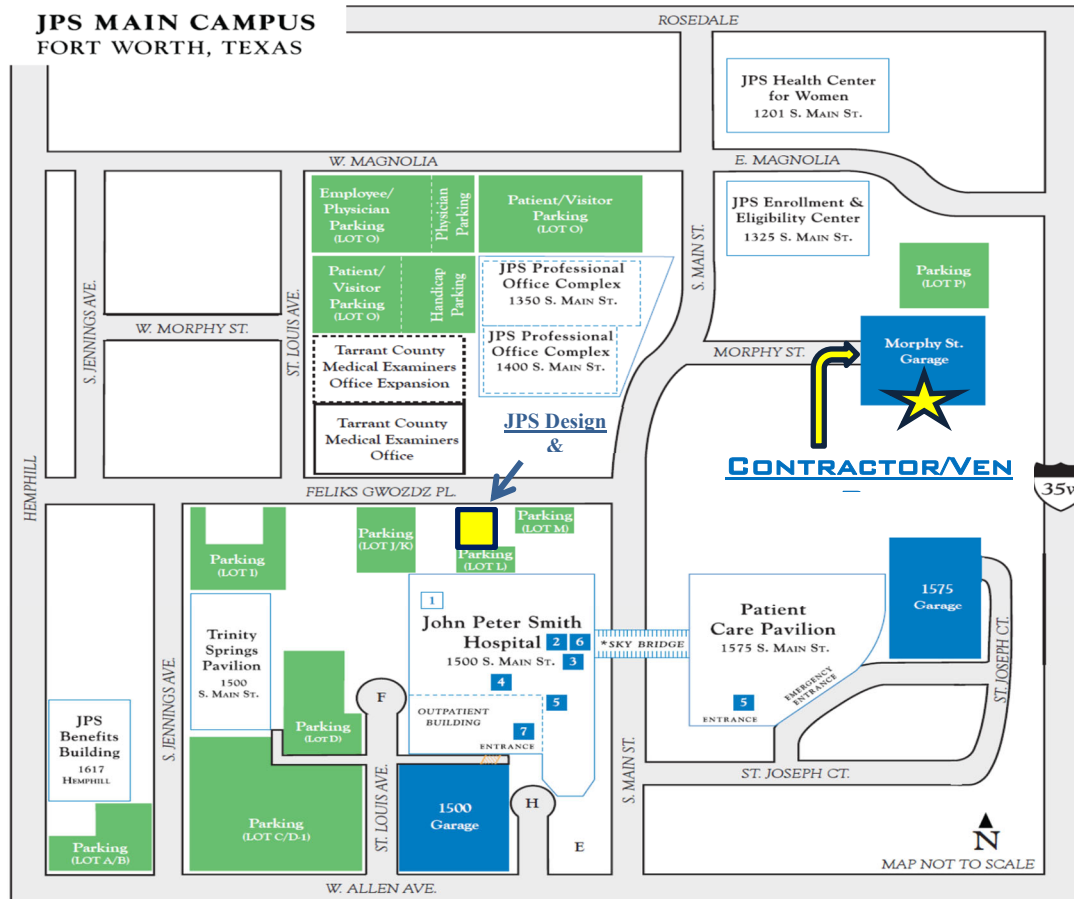 JPS MAIN CAMPUS
FORT WORTH, TEXAS
ROSEDALE
JPS Health Center
for Women
1201 S. MAIN ST.
W. MAGNOLIA
E. MAGNOLIA
Employee/
Physician
Parking
(LOT O)
Physician
Parking
Patient/Visitor
Parking
(LOT O)
JPS Enrollment &
Eligibility Center
1325 S. MAIN ST.
S. MAIN ST.
Patient/
Visitor
Parking
(LOT O)
Handicap
Parking
JPS Professional
Office Complex
1350 S. MAIN ST.
Parking
(LOT P)
S. JENNINGS AVE.
W. MORPHY ST.
ST. LOUIS AVE.
JPS Professional
Office Complex
1400 S. MAIN ST.
MORPHY ST.
Morphy St.
Garage
Tarrant County
Medical Examiners
Office Expansion
Tarrant County
Medical Examiners
Office
JPS Design
&
CONTRACTOR/VEN
HEMPHILL
FELIKS GWOZDZ PL.
35W
Parking
(LOT I)
Parking
(LOT J/K)
Parking
(LOT L)
Parking
(LOT M)
1
John Peter Smith
Hospital
2
6
1500 S. MAIN ST.
3
4
5
OUTPATIENT
BUILDING
7
ENTRANCE
*SKY BRIDGE
Patient
Care Pavilion
1575 S. MAIN ST.
5
ENTRANCE
EMERGENCY
ENTRANCE
1575
Garage
ST. JOSEPH CT.
Trinity
Springs
Pavilion
1500
S. MAIN ST.
F
Parking
(LOT D)
S. JENNINGS AVE.
JPS
Benefits
Building
1617
HEMPHILL
Parking
(LOT A/B)
Parking
(LOT C/D-1)
ST. LOUIS AVE.
1500
Garage
H
E
S. MAIN ST.
ST. JOSEPH CT.
N
MAP NOT TO SCALE
W. ALLEN AVE.